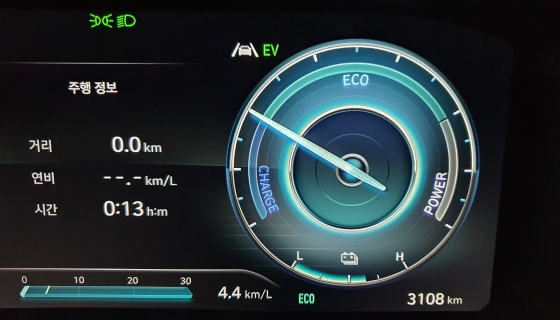 EV
주행 정보
ECO
거리 0.0 km
연비 --.- km/L
시간 0:13 h:m
CHARGE
POWER
L H
0 10 20 30
4.4 km/L
ECO
3108 km